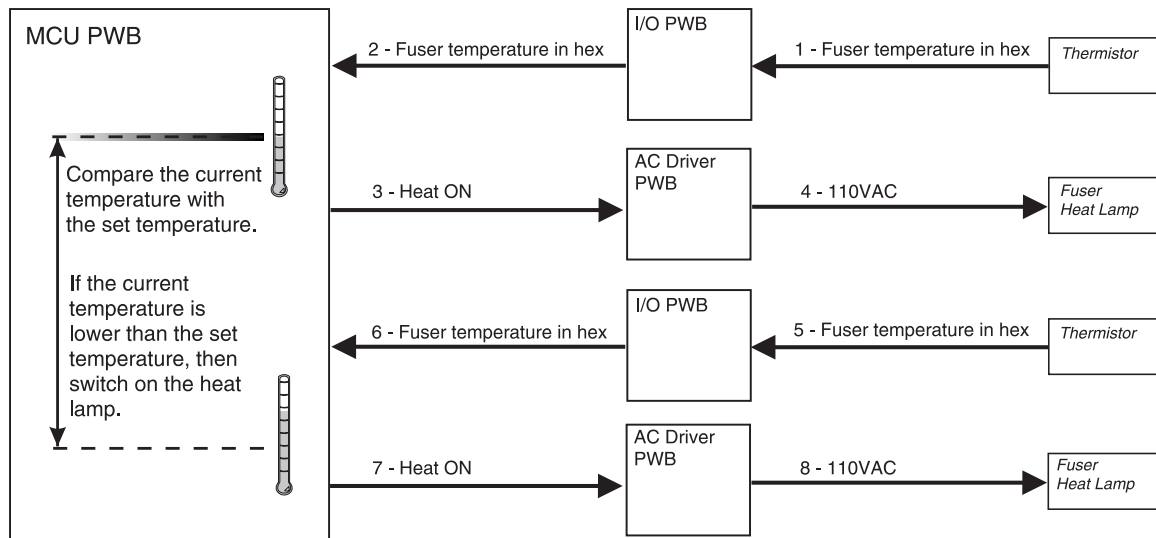 MCU PWB
Compare the current
temperature with
the set temperature.
If the current
temperature is
lower than the set
temperature, then
switch on the heat
lamp.
2 - Fuser temperature in hex
I/O PWB
1 - Fuser temperature in hex
Thermistor
3 - Heat ON
AC Driver
PWB
4 - 110VAC
Fuser
Heat Lamp
6 - Fuser temperature in hex
I/O PWB
5 - Fuser temperature in hex
Thermistor
7 - Heat ON
AC Driver
PWB
8 - 110VAC
Fuser
Heat Lamp